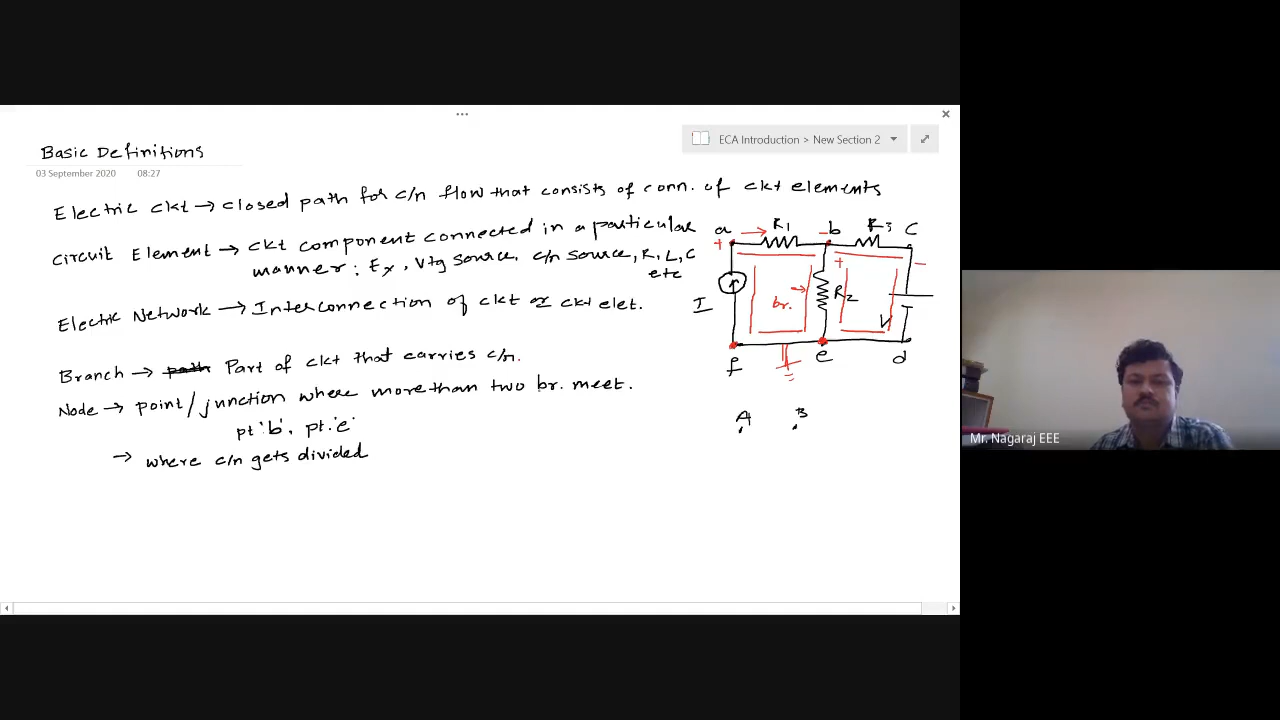 ECA Introduction > New Section 2
Basic Definitions
03 September 2020 08:27
Electric ckt → closed path for c/n flow that consists of conn. of ckt elements
Circuit Element → ckt component connected in a particular
manner: Ex, Vtg source, c/n source, R, L, C
etc
Electric Network → Interconnection of ckt or ckt elet.
Branch → path Part of ckt that carries c/n.
Node → point/junction where more than two br. meet.
pt 'b', pt. 'e'
→ where c/n gets divided
a R1 b R3 c
+ → - + -
I br. → R2 V
f e d
A B
Mr. Nagaraj EEE